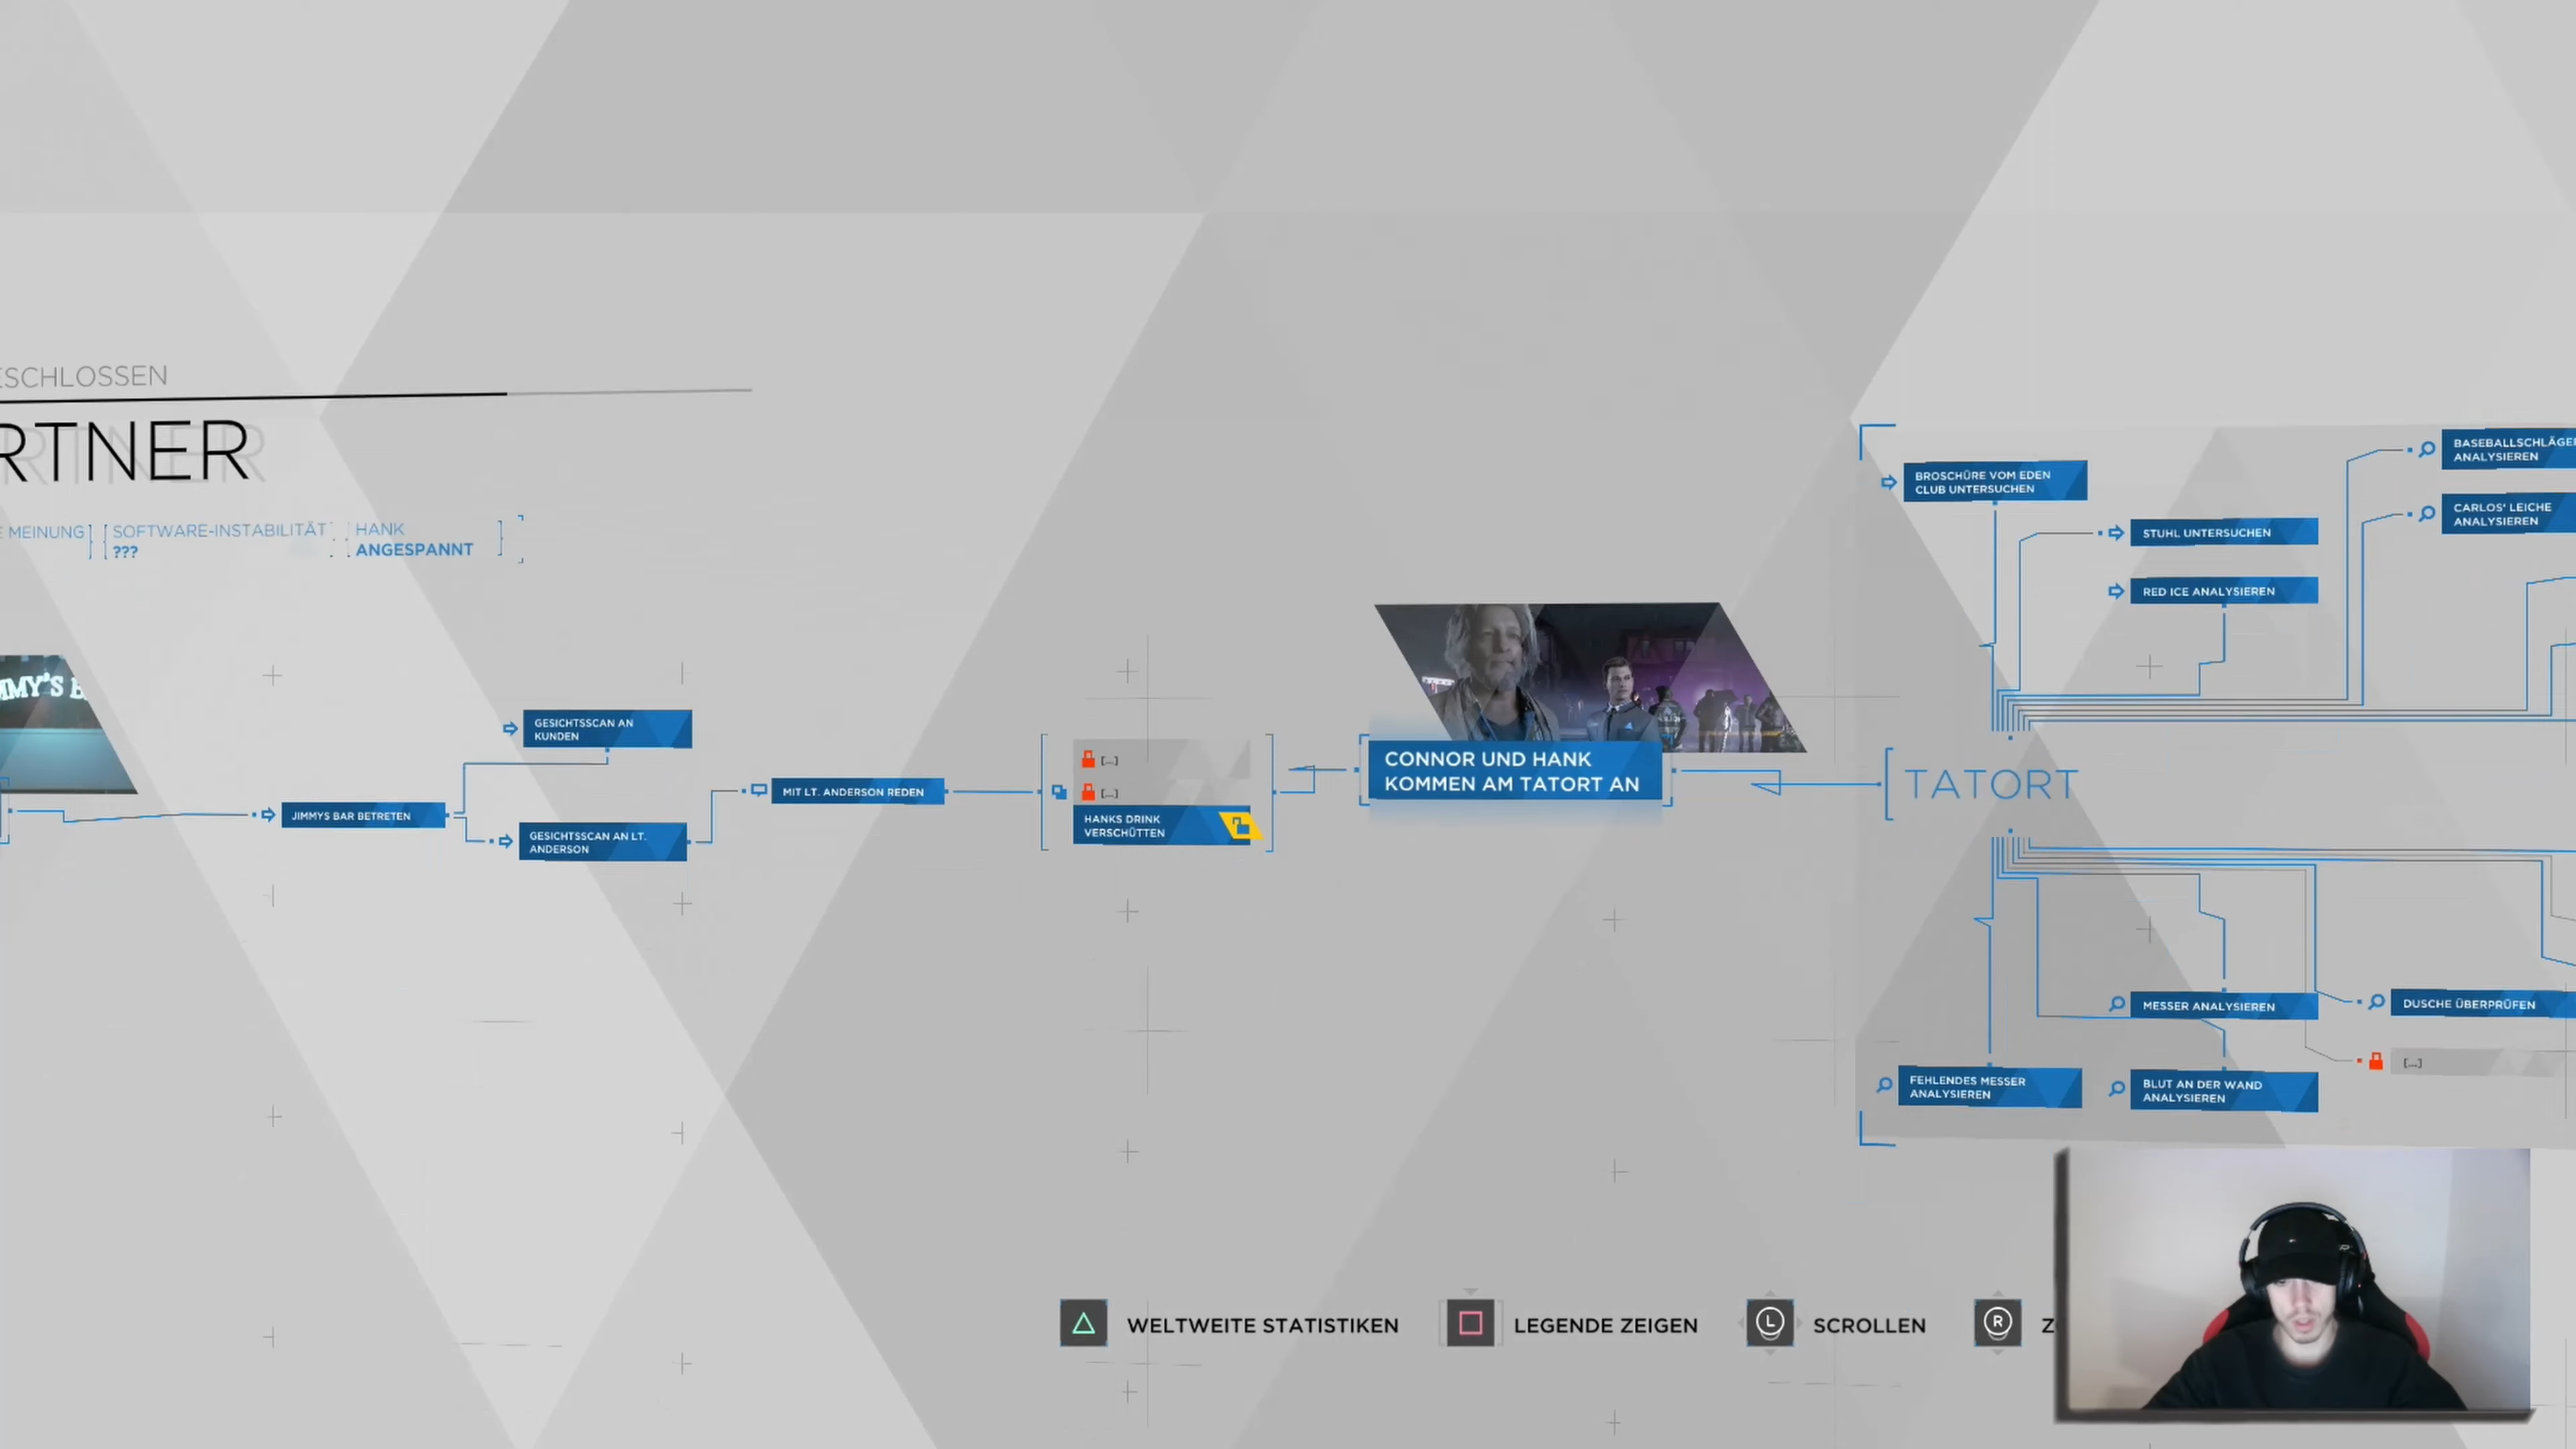 ESCHLOSSEN
RTNER
E MEINUNG
SOFTWARE-INSTABILITÄT
???
HANK
ANGESPANNT
MMY'S B
JIMMYS BAR BETRETEN
GESICHTSSCAN AN
KUNDEN
GESICHTSSCAN AN LT.
ANDERSON
MIT LT. ANDERSON REDEN
[...]
[...]
HANKS DRINK
VERSCHÜTTEN
CONNOR UND HANK
KOMMEN AM TATORT AN
TATORT
BROSCHÜRE VOM EDEN
CLUB UNTERSUCHEN
STUHL UNTERSUCHEN
RED ICE ANALYSIEREN
BASEBALLSCHLÄGE
ANALYSIEREN
CARLOS' LEICHE
ANALYSIEREN
MESSER ANALYSIEREN
DUSCHE ÜBERPRÜFEN
[...]
FEHLENDES MESSER
ANALYSIEREN
BLUT AN DER WAND
ANALYSIEREN
WELTWEITE STATISTIKEN
LEGENDE ZEIGEN
L
SCROLLEN
R
Z